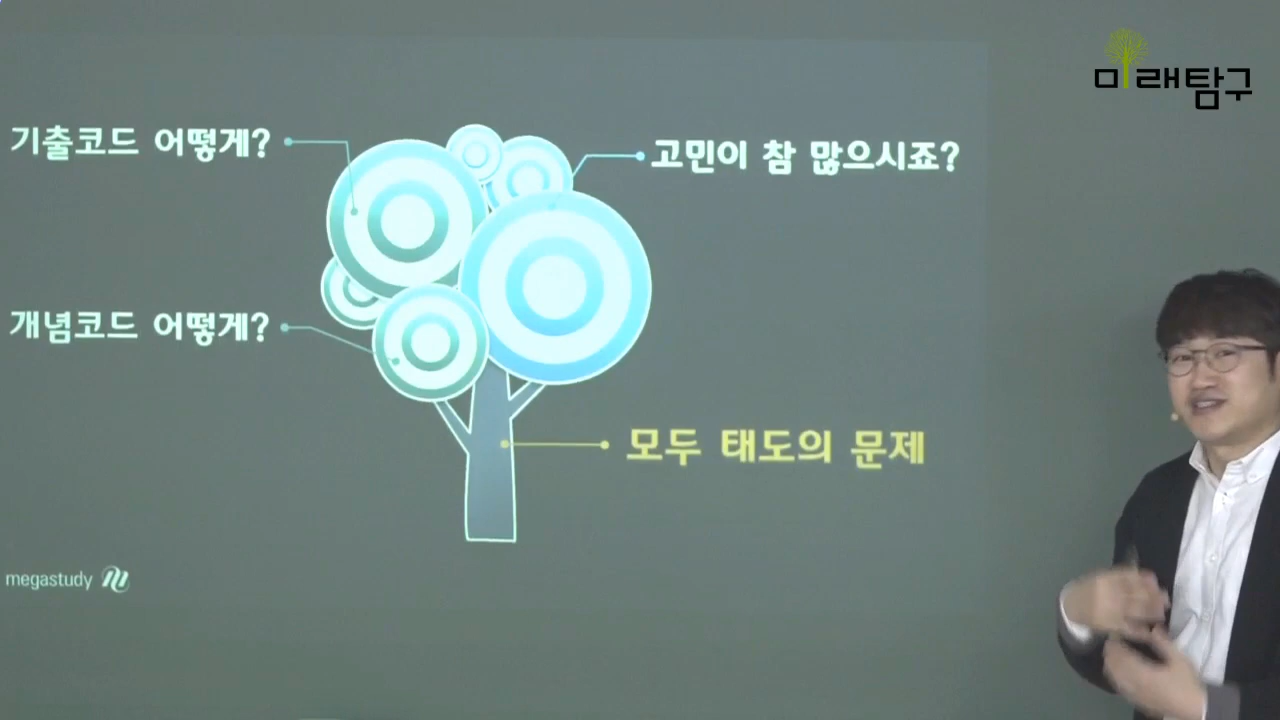 미래탐구
기출코드 어떻게?
고민이 참 많으시죠?
개념코드 어떻게?
모두 태도의 문제
megastudy